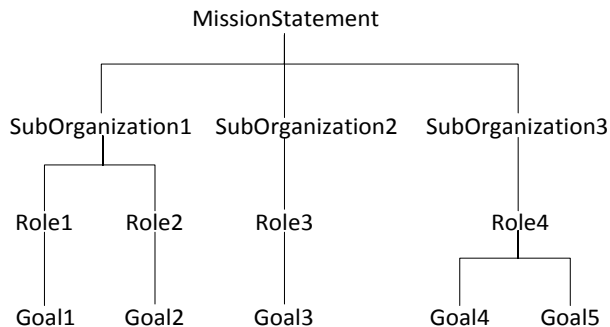 MissionStatement
SubOrganization1 SubOrganization2 SubOrganization3
Role1 Role2 Role3 Role4
Goal1 Goal2 Goal3 Goal4 Goal5